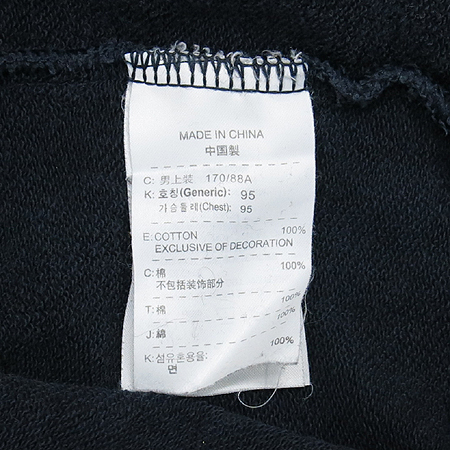 MADE IN CHINA
中国製
C: 男上裝 170/88A
K: 호칭(Generic): 95
가슴둘레(Chest): 95
E: COTTON 100%
EXCLUSIVE OF DECORATION
C: 棉 100%
不包括装饰部分
T: 棉 100%
J: 綿 100%
K: 섬유혼용율: 100%
면